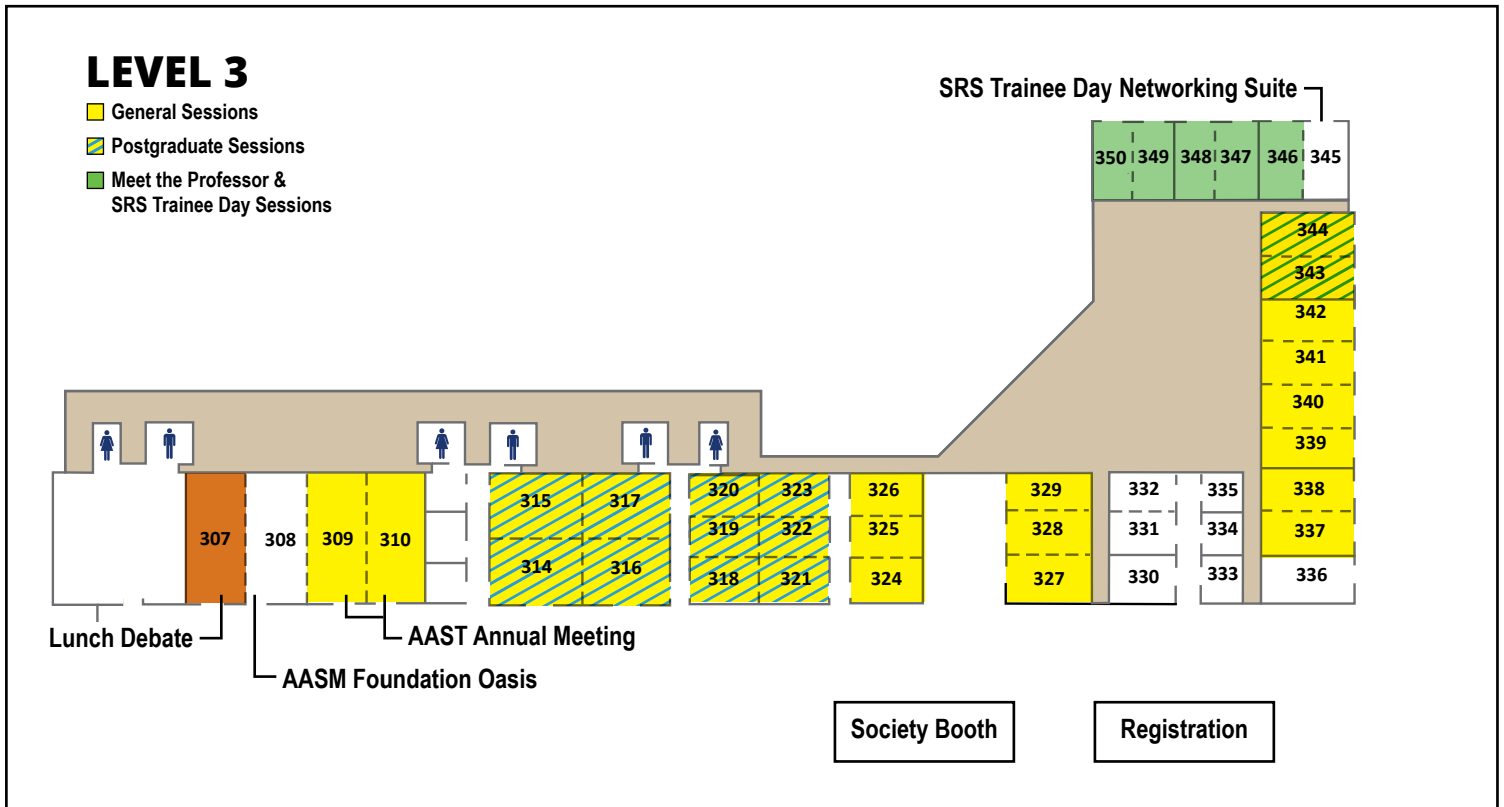 LEVEL 3
General Sessions
Postgraduate Sessions
Meet the Professor &
SRS Trainee Day Sessions
SRS Trainee Day Networking Suite
350 349 348 347 346 345
344
343
342
341
340
339
338
337
336
307 308 309 310
315 317
314 316
320 323
319 322
318 321
326
325
324
329
328
327
332
331
330
335
334
333
Lunch Debate
AAST Annual Meeting
AASM Foundation Oasis
Society Booth
Registration